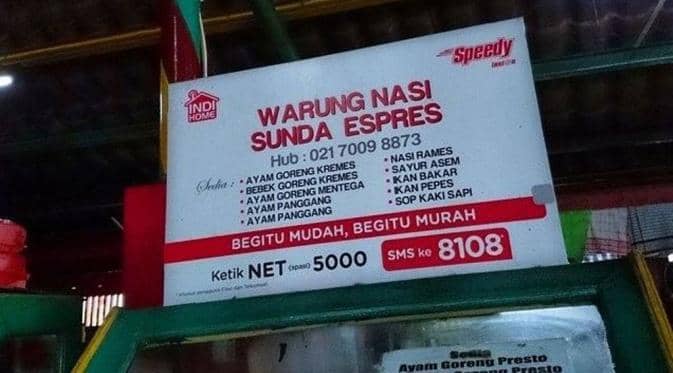 INDI
HOME
Speedy
WARUNG NASI
SUNDA ESPRES
Hub : 021 7009 8873
Sedia :
• AYAM GORENG KREMES
• BEBEK GORENG KREMES
• AYAM GORENG MENTEGA
• AYAM PANGGANG
• AYAM PANGGANG
• NASI RAMES
• SAYUR ASEM
• IKAN BAKAR
• IKAN PEPES
• SOP KAKI SAPI
BEGITU MUDAH, BEGITU MURAH
Ketik NET (spasi) 5000 SMS ke 8108*
Sedia
Ayam Goreng Presto
Goreng Presto